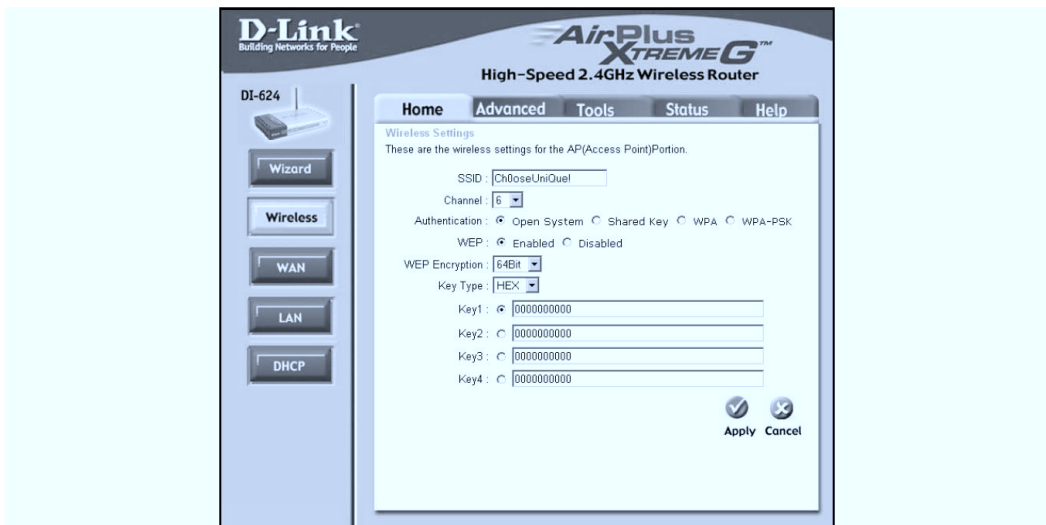 D-Link
Building Networks for People
AirPlus
XTREME G™
High-Speed 2.4GHz Wireless Router
DI-624
Home Advanced Tools Status Help
Wizard
Wireless
WAN
LAN
DHCP
Wireless Settings
These are the wireless settings for the AP(Access Point)Portion.
SSID : Ch0oseUniQue!
Channel : 6
Authentication : Open System Shared Key WPA WPA-PSK
WEP : Enabled Disabled
WEP Encryption : 64Bit
Key Type : HEX
Key1 : 0000000000
Key2 : 0000000000
Key3 : 0000000000
Key4 : 0000000000
Apply Cancel